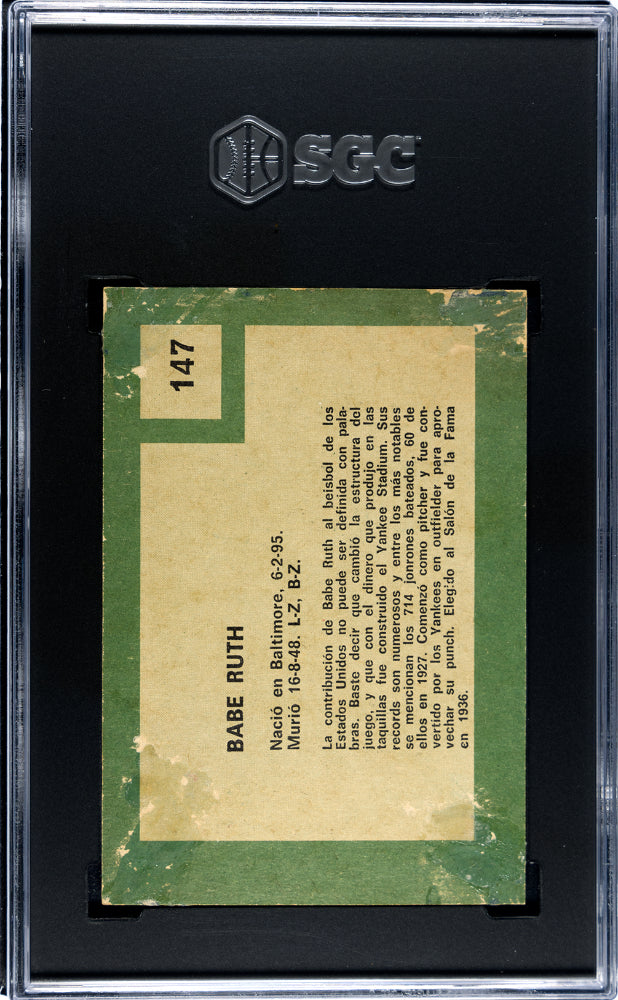 SGC
147
BABE RUTH
Nació en Baltimore, 6-2-95.
Murió 16-8-48. L-Z, B-Z.
La contribución de Babe Ruth al beisbol de los
Estados Unidos no puede ser definida con pala-
bras. Baste decir que cambió la estructura del
juego, y que con el dinero que produjo en las
taquillas fue construido el Yankee Stadium. Sus
records son numerosos y entre los más notables
se mencionan los 714 jonrones bateados, 60 de
ellos en 1927. Comenzó como pitcher y fue con-
vertido por los Yankees en outfielder para apro-
vechar su punch. Elegido al Salón de la Fama
en 1936.